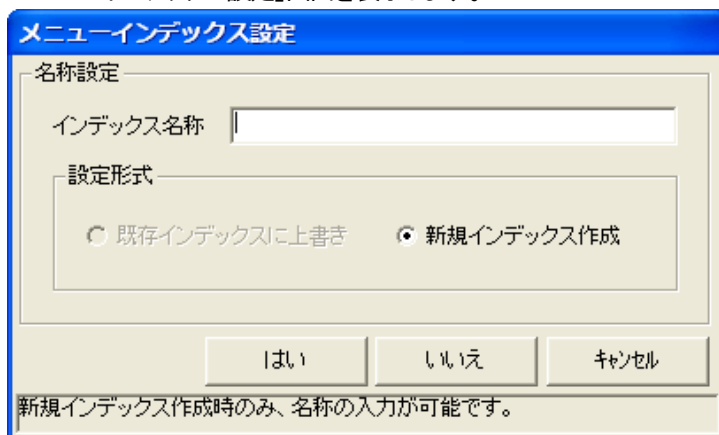 メニューインデックス設定
名称設定
インデックス名称
設定形式
既存インデックスに上書き 新規インデックス作成
はい いいえ ｷｬﾝｾﾙ
新規インデックス作成時のみ、名称の入力が可能です。